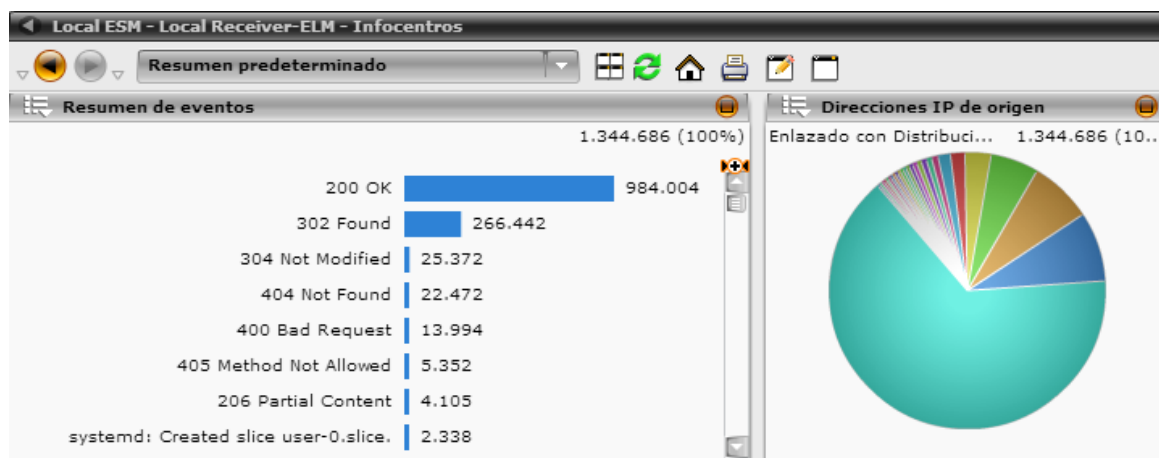 Local ESM - Local Receiver-ELM - Infocentros
Resumen predeterminado
Resumen de eventos
1.344.686 (100%)
200 OK 984.004
302 Found 266.442
304 Not Modified 25.372
404 Not Found 22.472
400 Bad Request 13.994
405 Method Not Allowed 5.352
206 Partial Content 4.105
systemd: Created slice user-0.slice. 2.338
Direcciones IP de origen
Enlazado con Distribuci... 1.344.686 (10..